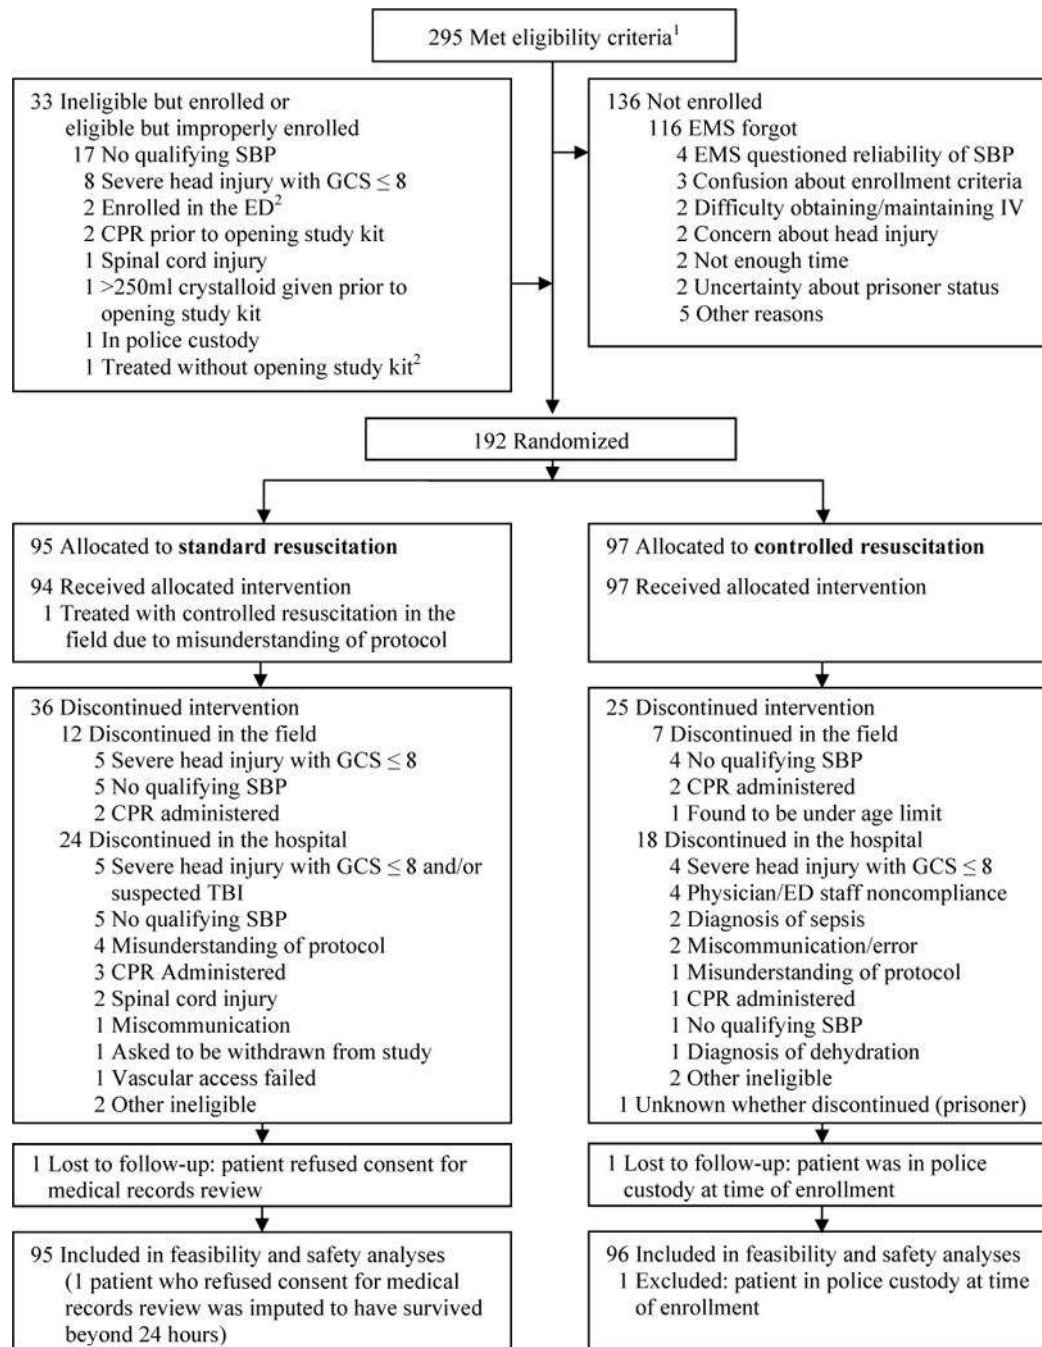 295 Met eligibility criteria1
33 Ineligible but enrolled or
eligible but improperly enrolled
17 No qualifying SBP
8 Severe head injury with GCS ≤ 8
2 Enrolled in the ED2
2 CPR prior to opening study kit
1 Spinal cord injury
1 >250ml crystalloid given prior to
opening study kit
1 In police custody
1 Treated without opening study kit2
136 Not enrolled
116 EMS forgot
4 EMS questioned reliability of SBP
3 Confusion about enrollment criteria
2 Difficulty obtaining/maintaining IV
2 Concern about head injury
2 Not enough time
2 Uncertainty about prisoner status
5 Other reasons
192 Randomized
95 Allocated to standard resuscitation
94 Received allocated intervention
1 Treated with controlled resuscitation in the
field due to misunderstanding of protocol
97 Allocated to controlled resuscitation
97 Received allocated intervention
36 Discontinued intervention
12 Discontinued in the field
5 Severe head injury with GCS ≤ 8
5 No qualifying SBP
2 CPR administered
24 Discontinued in the hospital
5 Severe head injury with GCS ≤ 8 and/or
suspected TBI
5 No qualifying SBP
4 Misunderstanding of protocol
3 CPR Administered
2 Spinal cord injury
1 Miscommunication
1 Asked to be withdrawn from study
1 Vascular access failed
2 Other ineligible
25 Discontinued intervention
7 Discontinued in the field
4 No qualifying SBP
2 CPR administered
1 Found to be under age limit
18 Discontinued in the hospital
4 Severe head injury with GCS ≤ 8
4 Physician/ED staff noncompliance
2 Diagnosis of sepsis
2 Miscommunication/error
1 Misunderstanding of protocol
1 CPR administered
1 No qualifying SBP
1 Diagnosis of dehydration
2 Other ineligible
1 Unknown whether discontinued (prisoner)
1 Lost to follow-up: patient refused consent for
medical records review
1 Lost to follow-up: patient was in police
custody at time of enrollment
95 Included in feasibility and safety analyses
(1 patient who refused consent for medical
records review was imputed to have survived
beyond 24 hours)
96 Included in feasibility and safety analyses
1 Excluded: patient in police custody at time
of enrollment